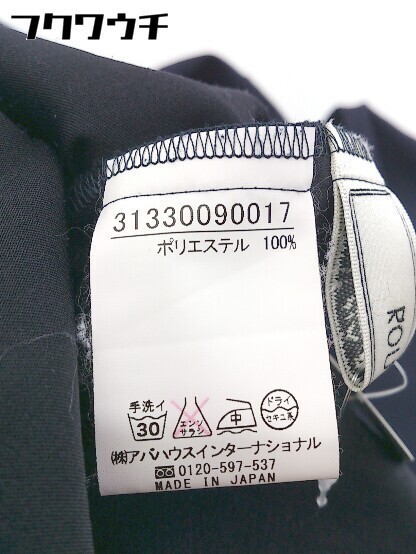 フクワウチ
31330090017
ポリエステル 100%
手洗イ
30
エンソ
サラシ
中
ドライ
セキユ系
㈱アバハウスインターナショナル
0120-597-537
MADE IN JAPAN
ROU